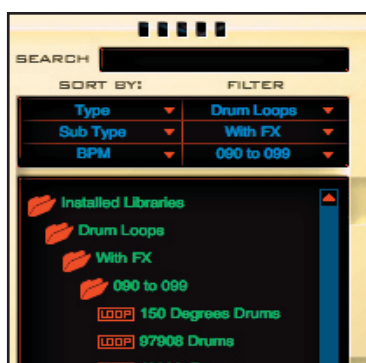 SEARCH
SORT BY: FILTER
Type Drum Loops
Sub Type With FX
BPM 090 to 099
Installed Libraries
Drum Loops
With FX
090 to 099
LOOP 150 Degrees Drums
LOOP 97908 Drums